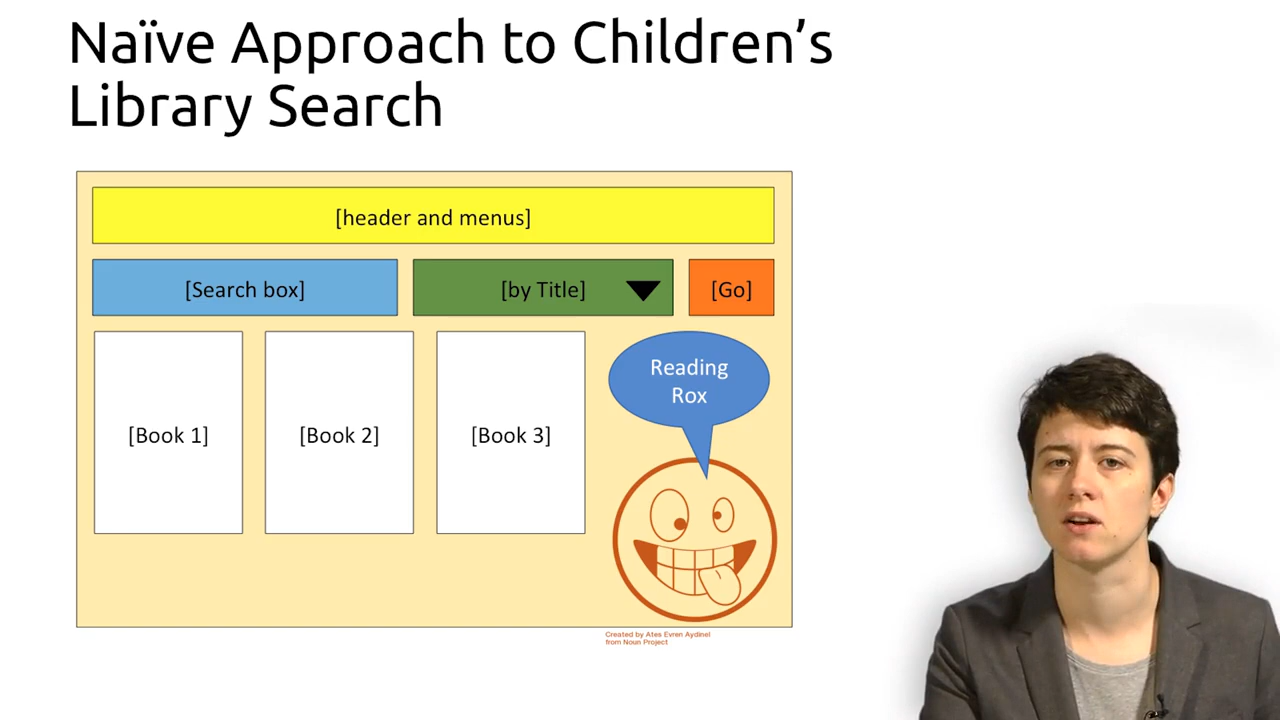 Naïve Approach to Children’s
Library Search
[header and menus]
[Search box]
[by Title]
[Go]
Reading
Rox
[Book 1]
[Book 2]
[Book 3]
Created by Ates Evren Aydinel
from Noun Project